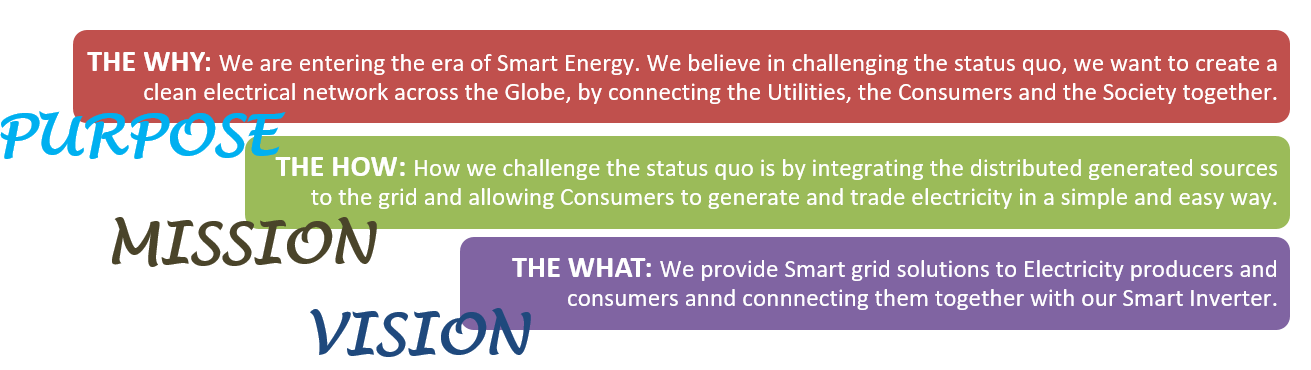 THE WHY: We are entering the era of Smart Energy. We believe in challenging the status quo, we want to create a
clean electrical network across the Globe, by connecting the Utilities, the Consumers and the Society together.
PURPOSE
THE HOW: How we challenge the status quo is by integrating the distributed generated sources
to the grid and allowing Consumers to generate and trade electricity in a simple and easy way.
MISSION
THE WHAT: We provide Smart grid solutions to Electricity producers and
consumers annd connnecting them together with our Smart Inverter.
VISION